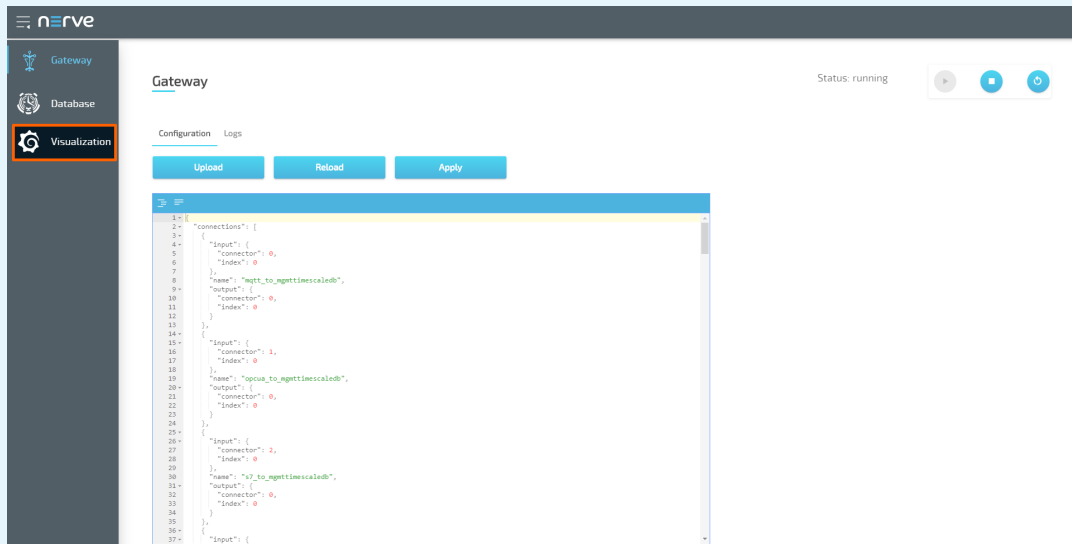 nerve
Gateway
Database
Visualization
Gateway
Status: running
Configuration Logs
Upload Reload Apply
1 {
2 "connections": [
3 {
4 "input": {
5 "connector": 0,
6 "index": 0
7 },
8 "name": "mqtt_to_mgmttimescaledb",
9 "output": {
10 "connector": 0,
11 "index": 0
12 }
13 },
14 {
15 "input": {
16 "connector": 1,
17 "index": 0
18 },
19 "name": "opcua_to_mgmttimescaledb",
20 "output": {
21 "connector": 0,
22 "index": 0
23 }
24 },
25 {
26 "input": {
27 "connector": 2,
28 "index": 0
29 },
30 "name": "s7_to_mgmttimescaledb",
31 "output": {
32 "connector": 0,
33 "index": 0
34 }
35 },
36 {
37 "input": {